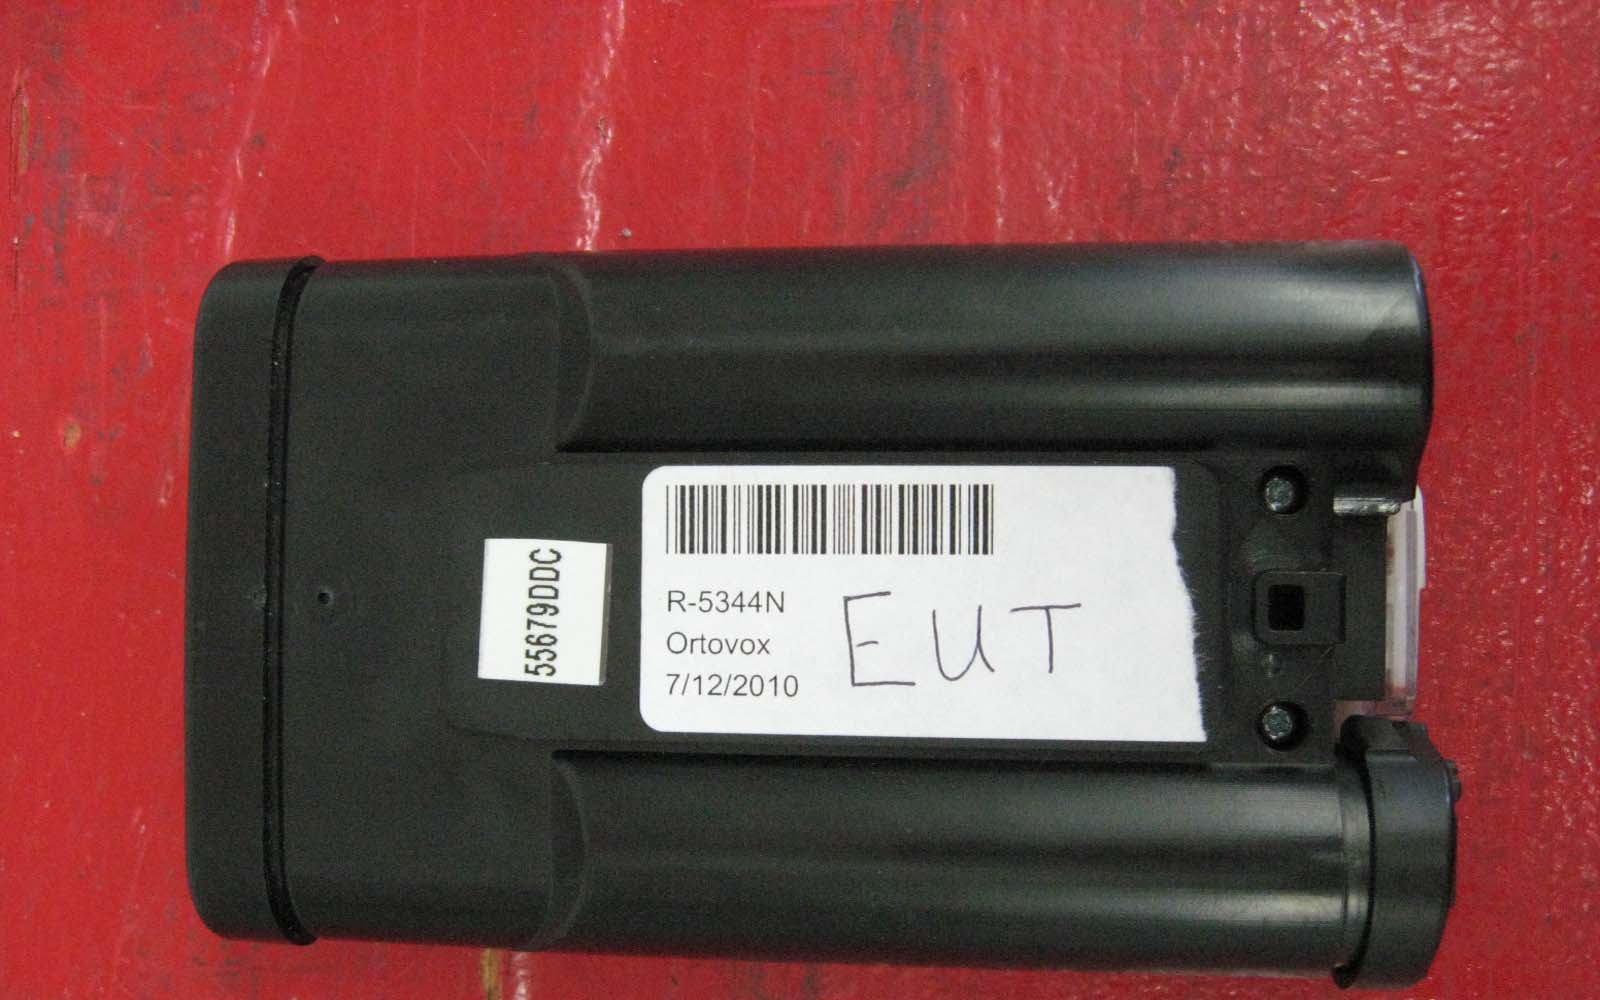 55679DDC
R-5344N
Ortovox
7/12/2010
EUT